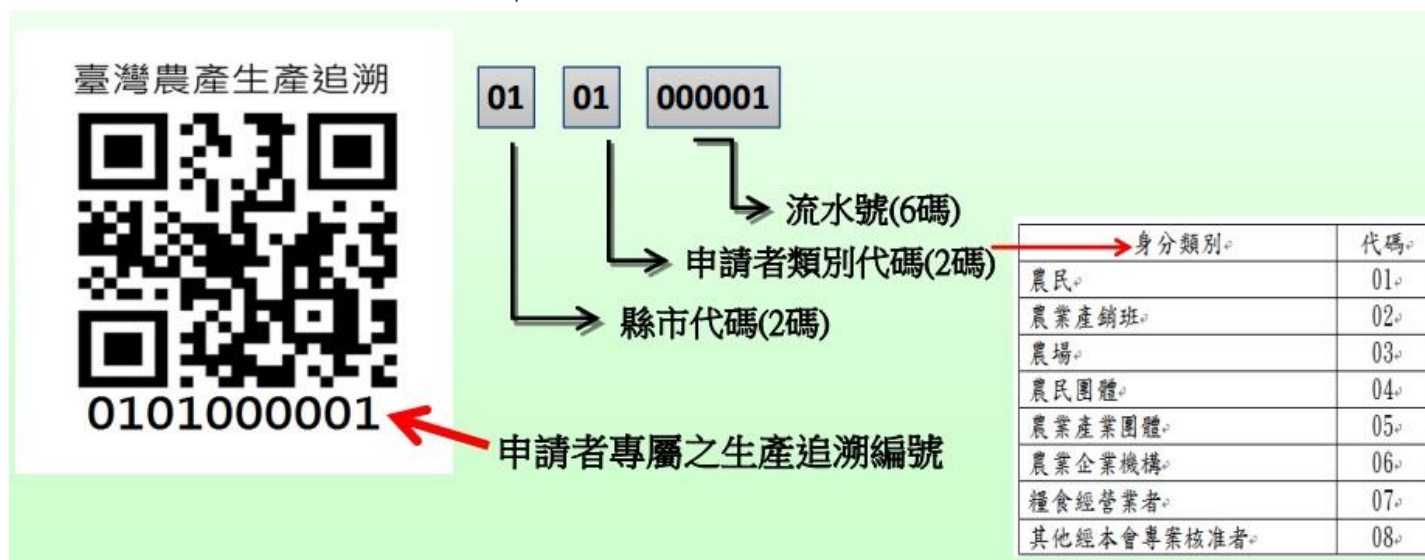 臺灣農產生產追溯
0101000001
01 01 000001
流水號(6碼)
申請者類別代碼(2碼)
縣市代碼(2碼)
申請者專屬之生產追溯編號
身分類別 代碼
農民 01
農業產銷班 02
農場 03
農民團體 04
農業產業團體 05
農業企業機構 06
糧食經營業者 07
其他經本會專案核准者 08